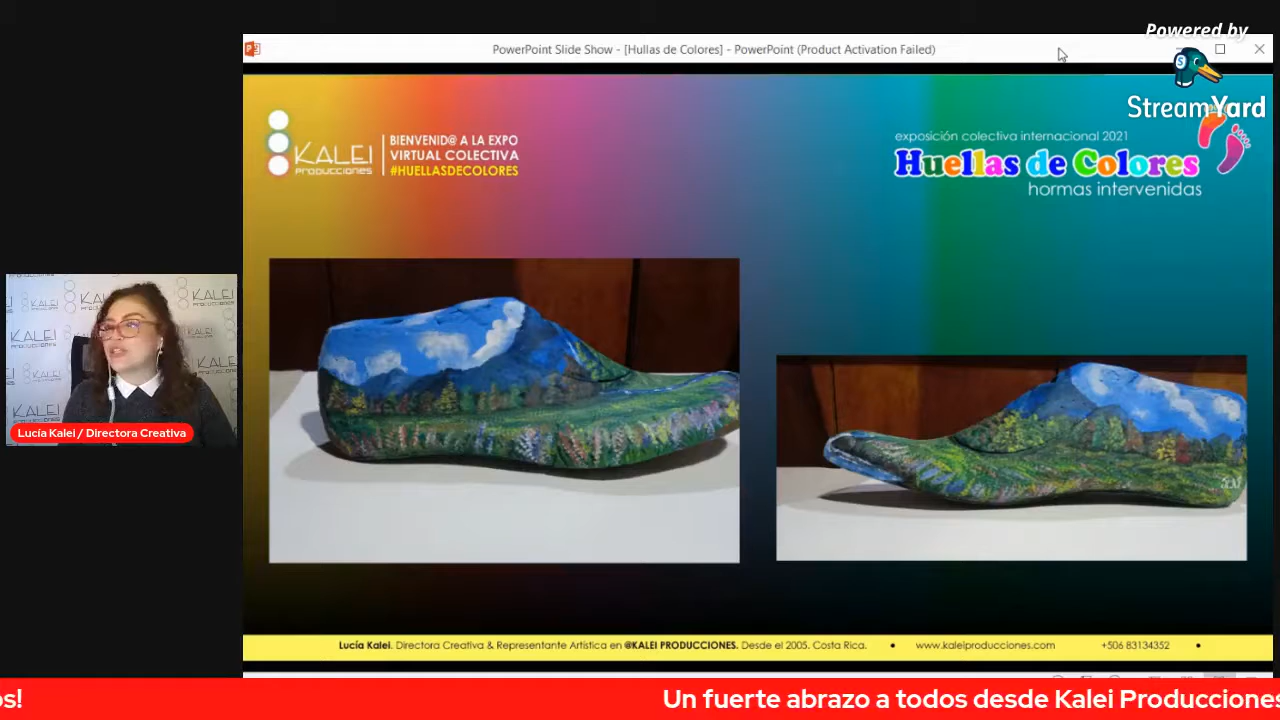 Powered by
StreamYard
PowerPoint Slide Show - [Hullas de Colores] - PowerPoint (Product Activation Failed)
KALEI
PRODUCCIONES
BIENVENID@ A LA EXPO
VIRTUAL COLECTIVA
#HUELLASDECOLORES
exposición colectiva internacional 2021
Huellas de Colores
hormas intervenidas
KALEI
PRODUCCIONES
Lucía Kalei / Directora Creativa
Lucía Kalei. Directora Creativa & Representante Artística en @KALEI PRODUCCIONES. Desde el 2005. Costa Rica. • www.kaleiproducciones.com +506 83134352 •
os! Un fuerte abrazo a todos desde Kalei Producciones